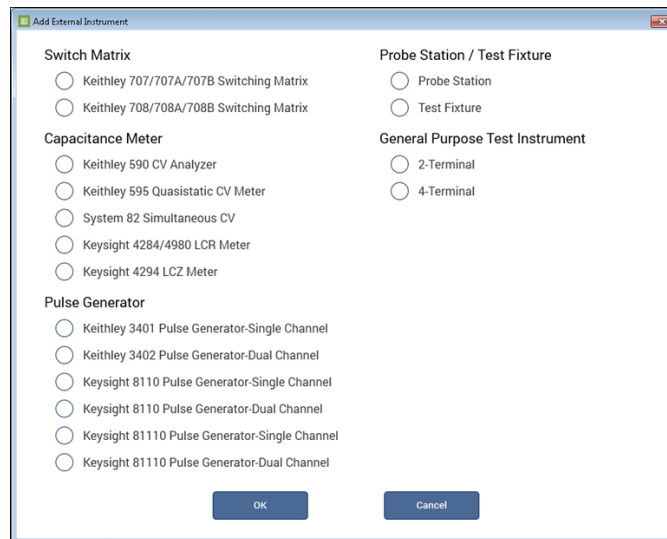 Add External Instrument
Switch Matrix
Keithley 707/707A/707B Switching Matrix
Keithley 708/708A/708B Switching Matrix
Capacitance Meter
Keithley 590 CV Analyzer
Keithley 595 Quasistatic CV Meter
System 82 Simultaneous CV
Keysight 4284/4980 LCR Meter
Keysight 4294 LCZ Meter
Pulse Generator
Keithley 3401 Pulse Generator-Single Channel
Keithley 3402 Pulse Generator-Dual Channel
Keysight 8110 Pulse Generator-Single Channel
Keysight 8110 Pulse Generator-Dual Channel
Keysight 81110 Pulse Generator-Single Channel
Keysight 81110 Pulse Generator-Dual Channel
Probe Station / Test Fixture
Probe Station
Test Fixture
General Purpose Test Instrument
2-Terminal
4-Terminal
OK
Cancel